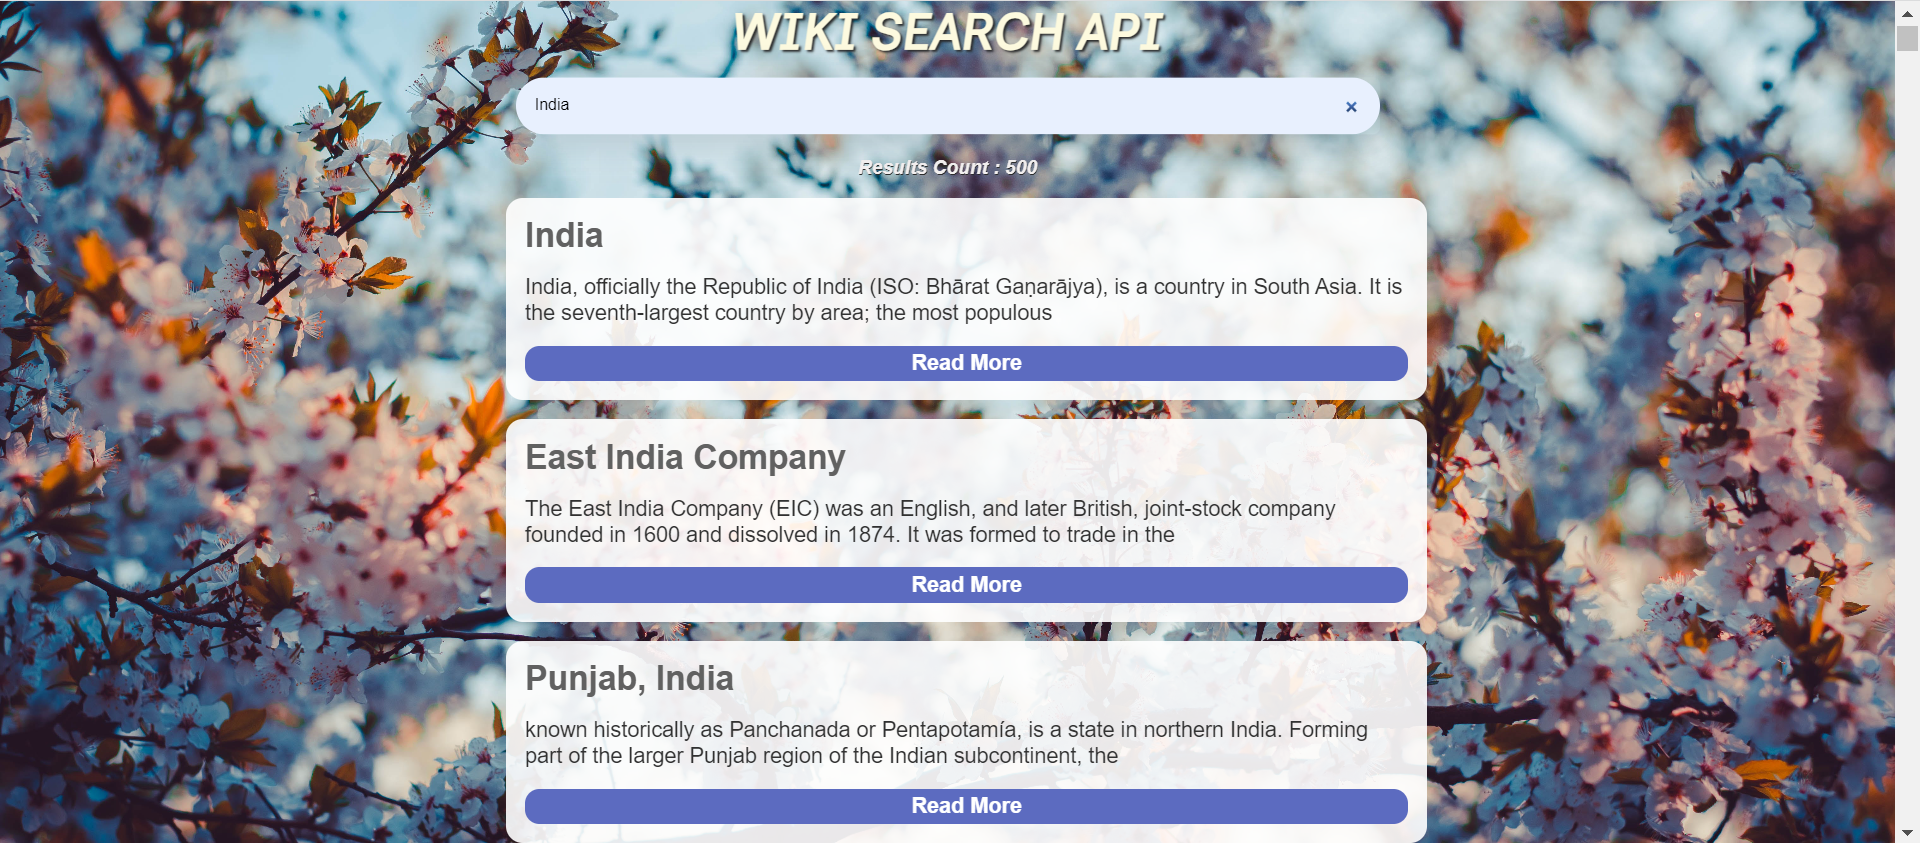 WIKI SEARCH API
India
×
Results Count : 500
India
India, officially the Republic of India (ISO: Bhārat Gaṇarājya), is a country in South Asia. It is
the seventh-largest country by area; the most populous
Read More
East India Company
The East India Company (EIC) was an English, and later British, joint-stock company
founded in 1600 and dissolved in 1874. It was formed to trade in the
Read More
Punjab, India
known historically as Panchanada or Pentapotamía, is a state in northern India. Forming
part of the larger Punjab region of the Indian subcontinent, the
Read More